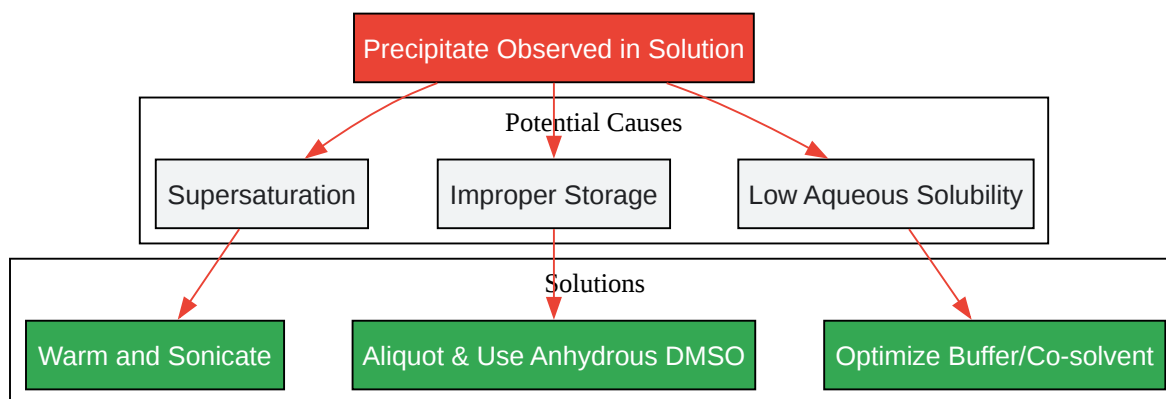 Precipitate Observed in Solution
Potential Causes
Supersaturation
Improper Storage
Low Aqueous Solubility
Solutions
Warm and Sonicate
Aliquot & Use Anhydrous DMSO
Optimize Buffer/Co-solvent